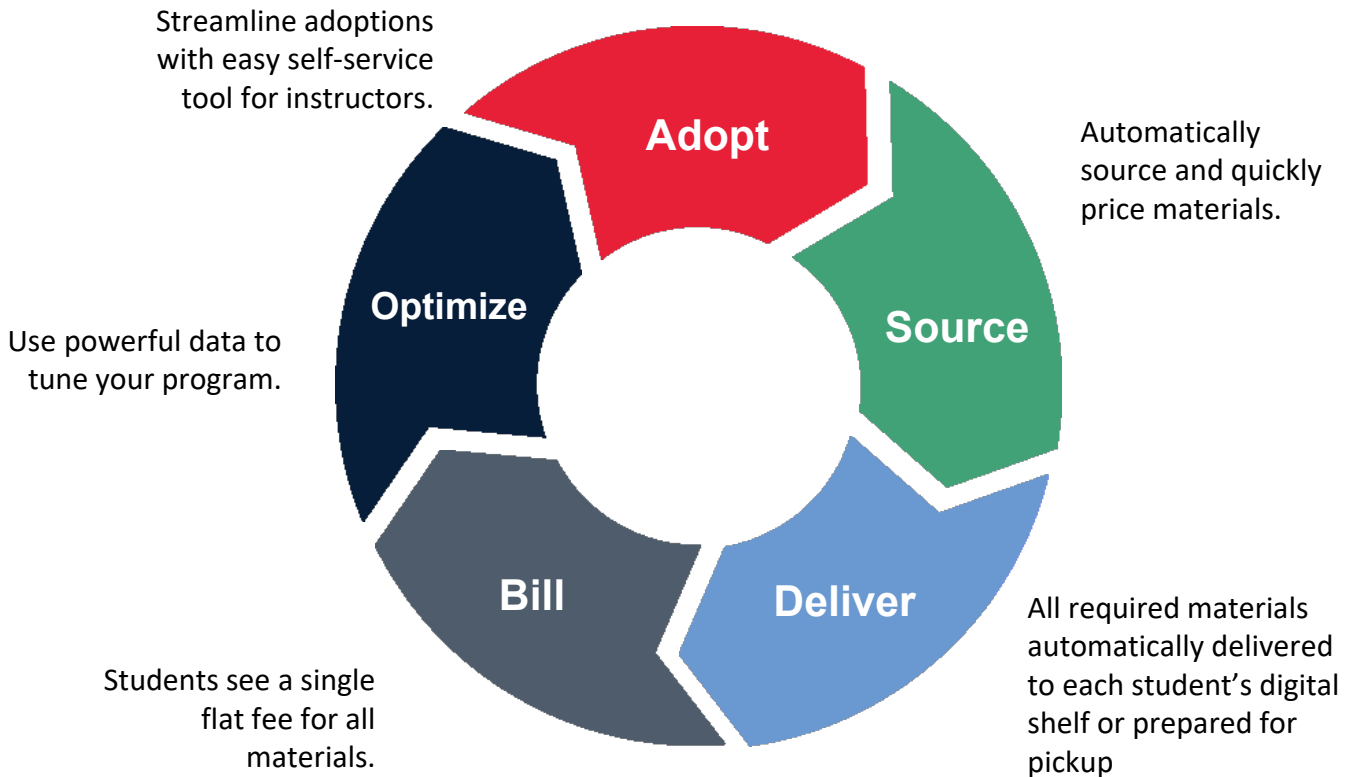 Streamline adoptions
with easy self-service
tool for instructors.
Adopt
Automatically
source and quickly
price materials.
Source
Optimize
Use powerful data to
tune your program.
Bill
Deliver
All required materials
automatically delivered
to each student’s digital
shelf or prepared for
pickup
Students see a single
flat fee for all
materials.